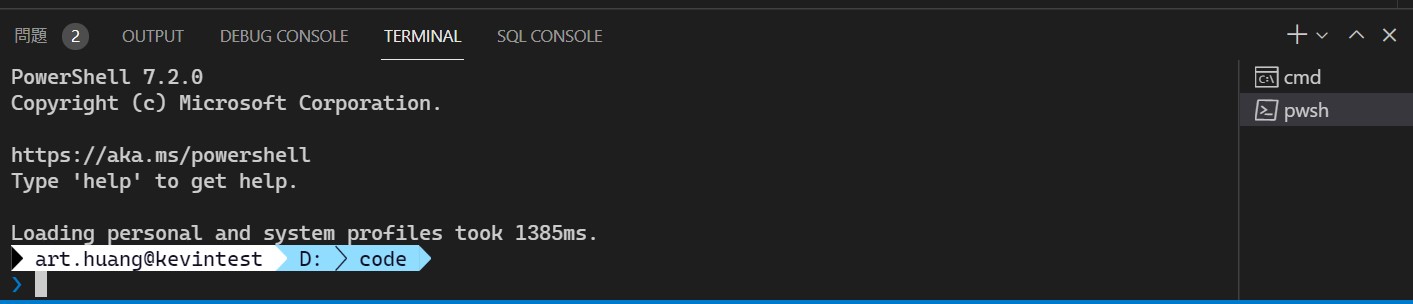 問題 2 OUTPUT DEBUG CONSOLE TERMINAL SQL CONSOLE
PowerShell 7.2.0
Copyright (c) Microsoft Corporation.
https://aka.ms/powershell
Type 'help' to get help.
Loading personal and system profiles took 1385ms.
art.huang@kevintest D: code
❯
cmd
pwsh